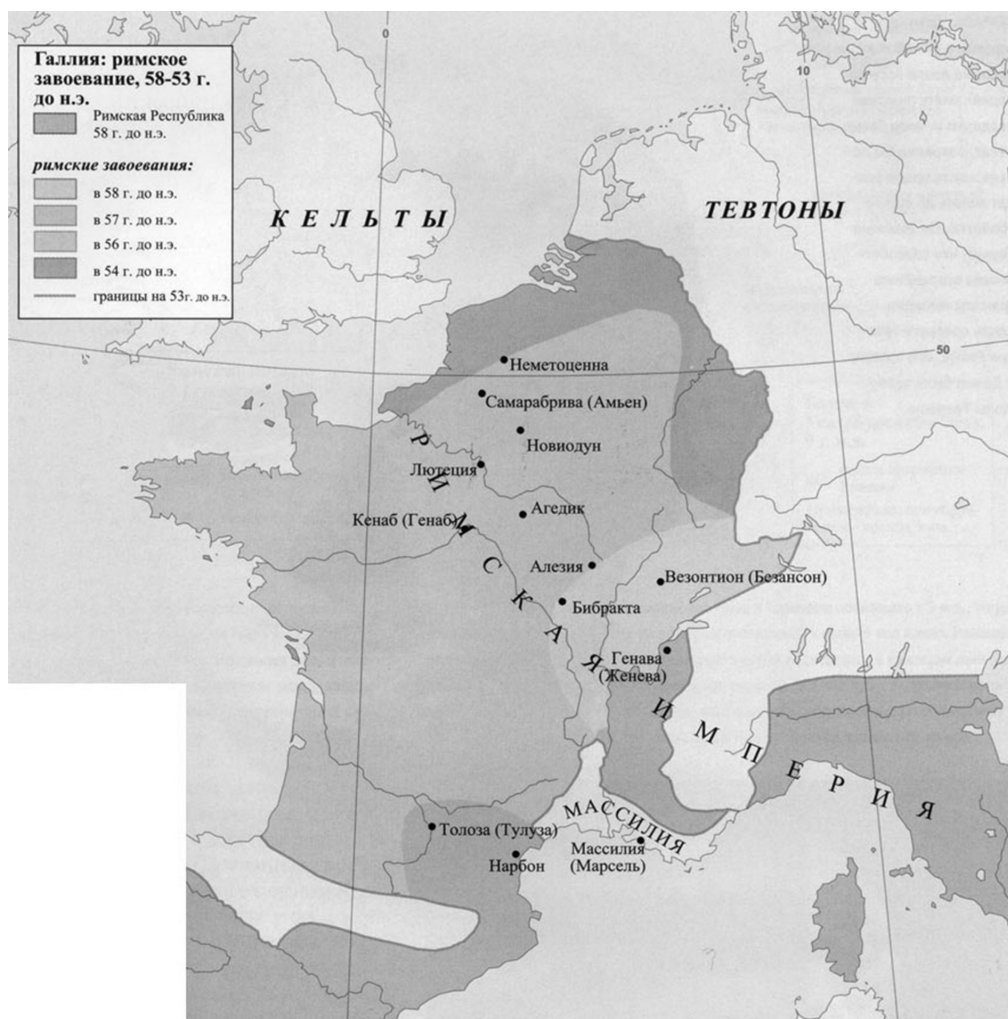 Галлия: римское
завоевание, 58-53 г.
до н.э.
Римская Республика
58 г. до н.э.
римские завоевания:
в 58 г. до н.э.
в 57 г. до н.э.
в 56 г. до н.э.
в 54 г. до н.э.
границы на 53г. до н.э.
0
10
50
КЕЛЬТЫ
ТЕВТОНЫ
Неметоценна
Самарабрива (Амьен)
Новиодун
Лютеция
Агедик
Кенаб (Генаб)
Алезия
Везонтион (Безансон)
Бибракта
Генава
(Женева)
РИМСКАЯ ИМПЕРИЯ
МАССИЛИЯ
Толоза (Тулуза)
Нарбон
Массилия
(Марсель)